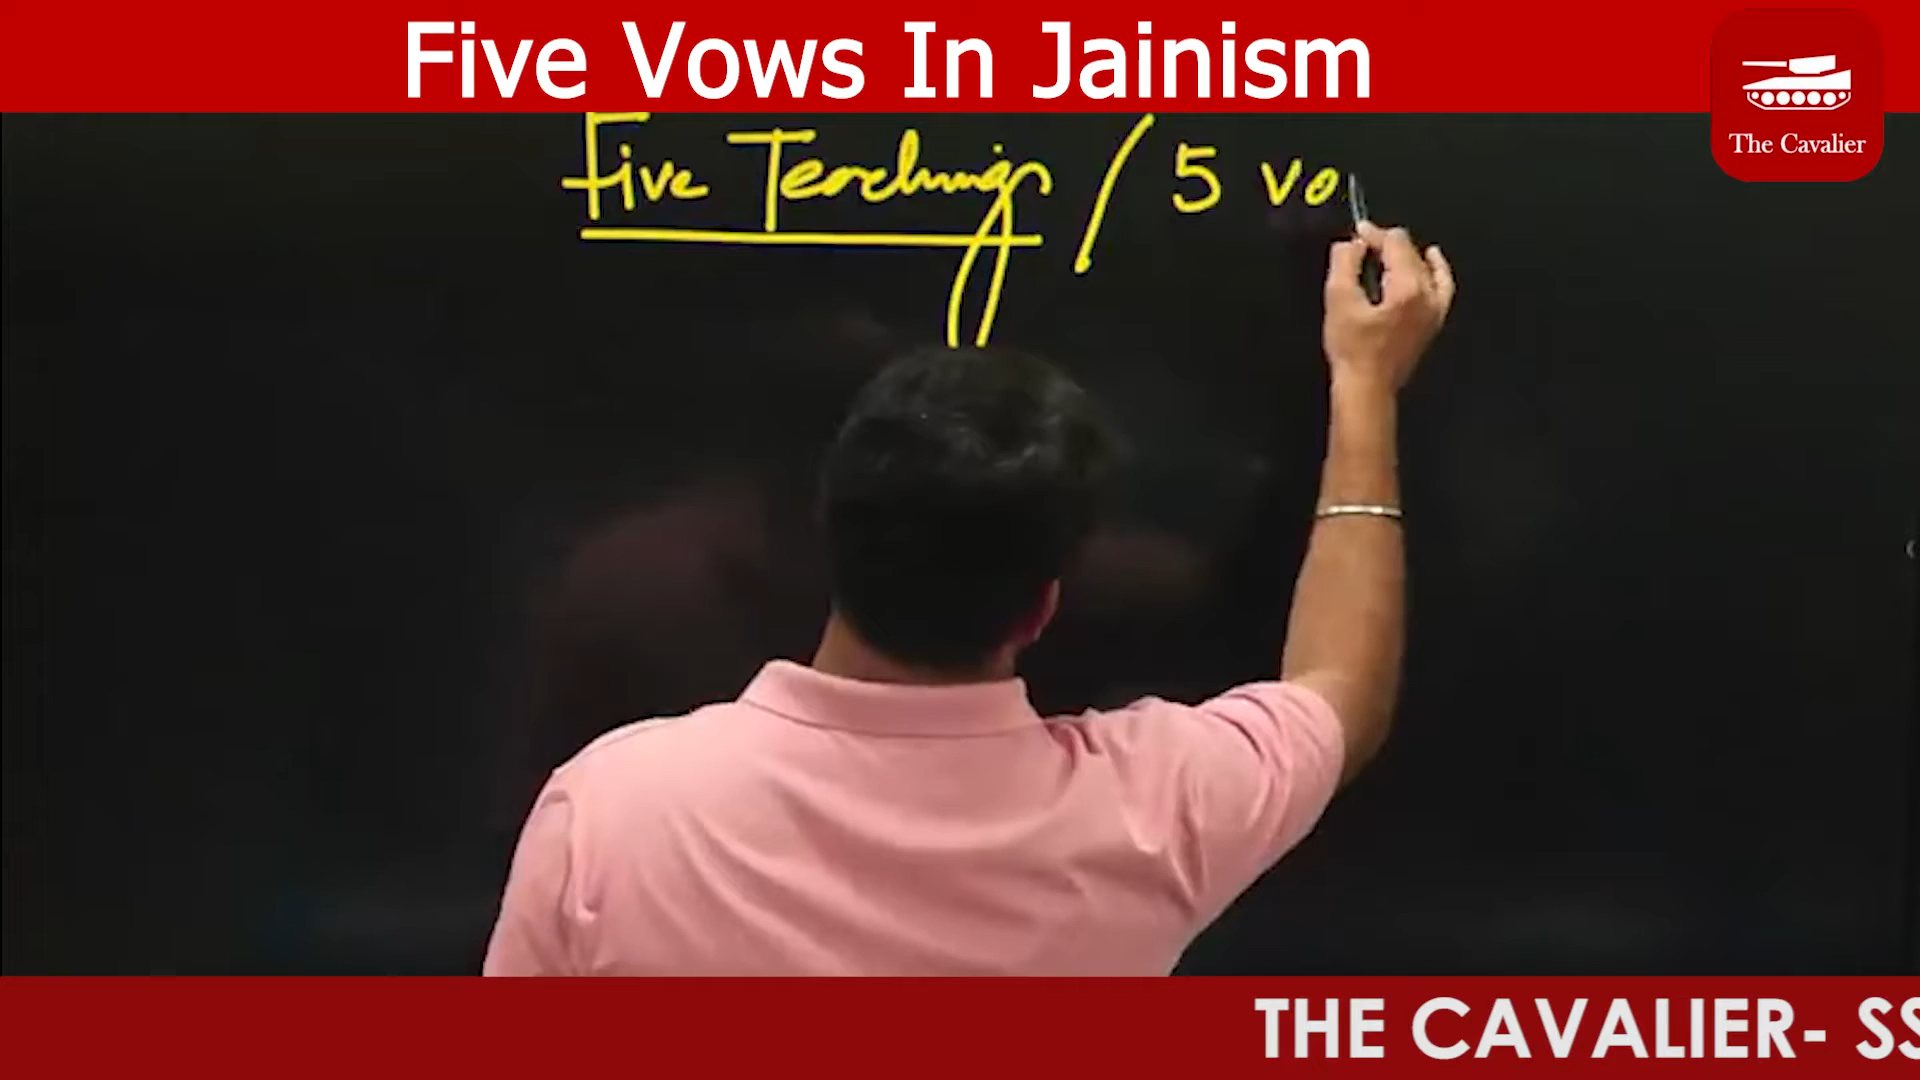 Five Vows In Jainism
The Cavalier
Five Teachings / 5 vo
THE CAVALIER- SS